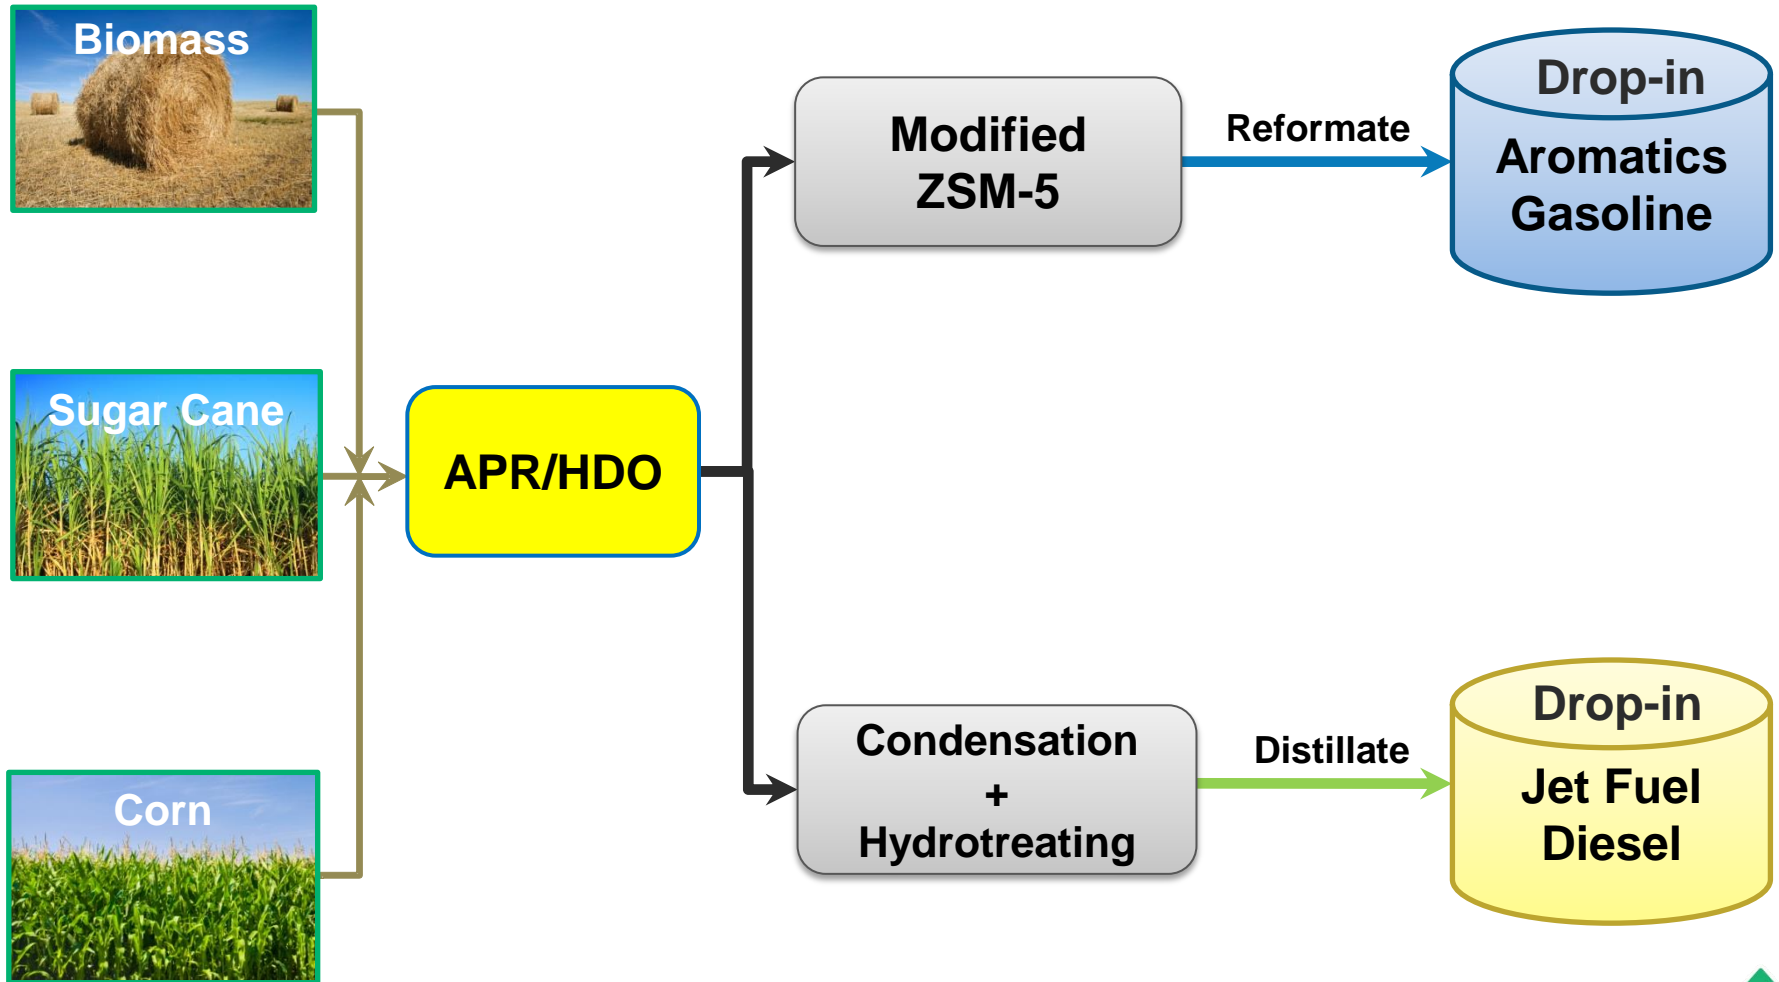 Biomass
Sugar Cane
Corn
APR/HDO
Modified
ZSM-5
Reformate
Drop-in
Aromatics
Gasoline
Condensation
+
Hydrotreating
Distillate
Drop-in
Jet Fuel
Diesel